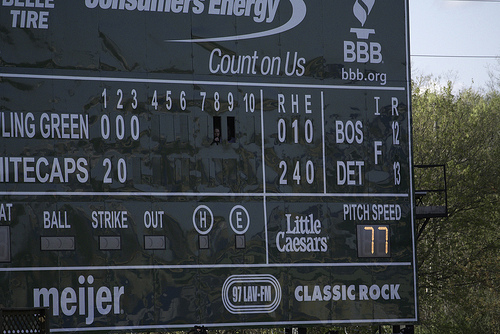 BELLE
TIRE
Consumers Energy
Count on Us
BBB.
bbb.org
1 2 3 4 5 6 7 8 9 10 R H E I R
LING GREEN 0 0 0 0 1 0 BOS 12
F
ITECAPS 2 0 2 4 0 DET 13
AT BALL STRIKE OUT H E Little Caesars PITCH SPEED
77
meijer 97 LAV-FM CLASSIC ROCK